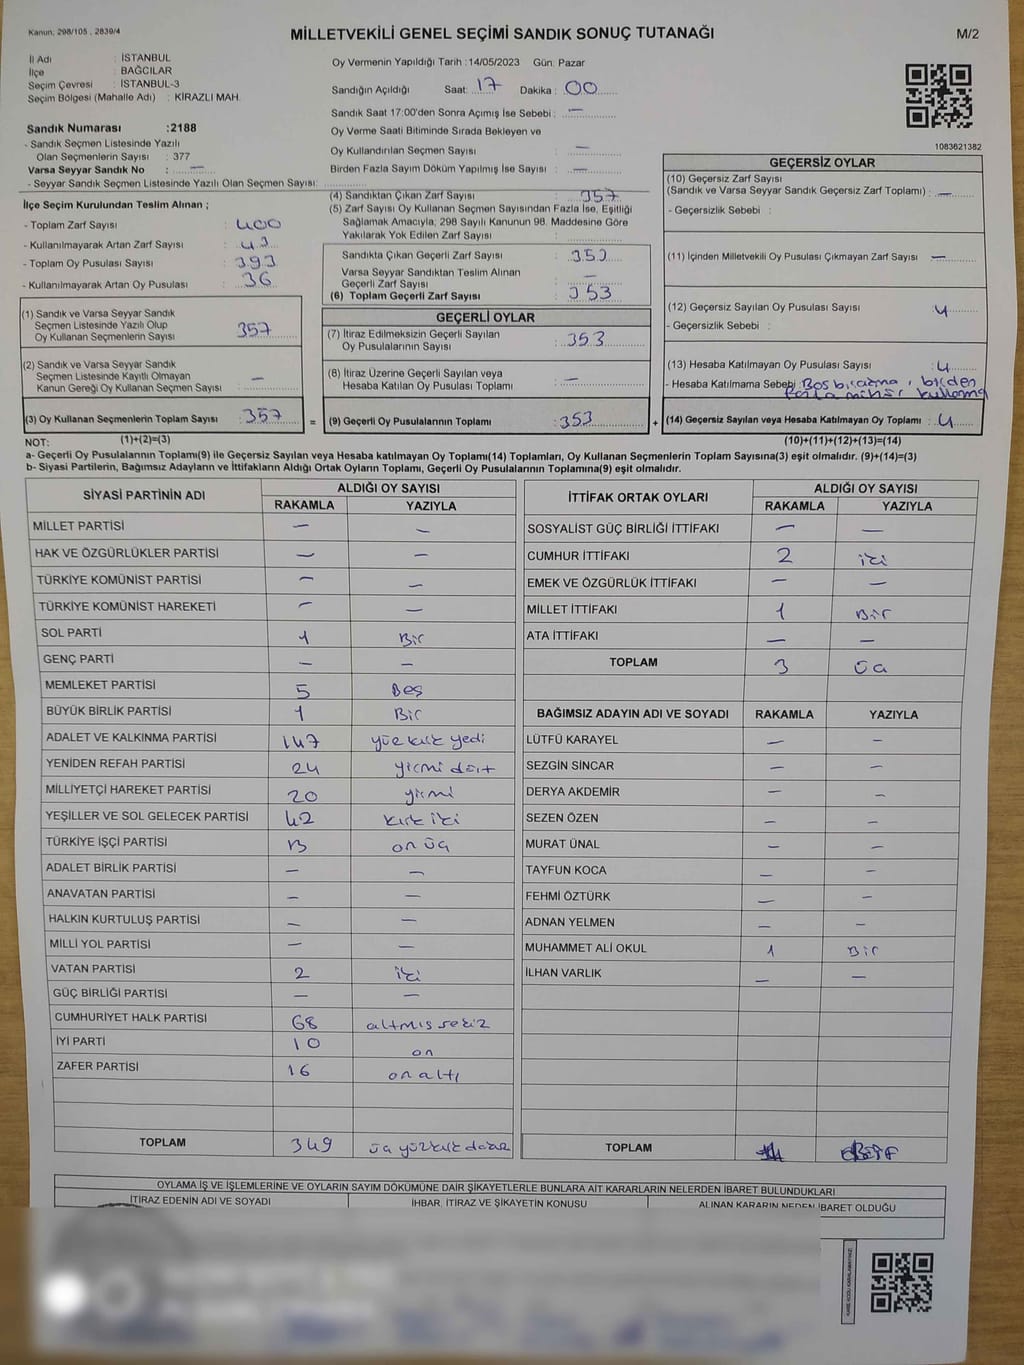 Kanun, 298/105 , 2839/4
MİLLETVEKİLİ GENEL SEÇİMİ SANDIK SONUÇ TUTANAĞI
M/2
İl Adı : İSTANBUL
İlçe : BAĞCILAR
Seçim Çevresi : İSTANBUL-3
Seçim Bölgesi (Mahalle Adı) : KİRAZLI MAH.
Sandık Numarası :2188
- Sandık Seçmen Listesinde Yazılı
Olan Seçmenlerin Sayısı : 377
Varsa Seyyar Sandık No : —
- Seyyar Sandık Seçmen Listesinde Yazılı Olan Seçmen Sayısı:
İlçe Seçim Kurulundan Teslim Alınan ;
- Toplam Zarf Sayısı : 400
- Kullanılmayarak Artan Zarf Sayısı : 43
- Toplam Oy Pusulası Sayısı : 393
- Kullanılmayarak Artan Oy Pusulası : 36
(1) Sandık ve Varsa Seyyar Sandık
Seçmen Listesinde Yazılı Olup
Oy Kullanan Seçmenlerin Sayısı : 357
(2) Sandık ve Varsa Seyyar Sandık
Seçmen Listesinde Kayıtlı Olmayan
Kanun Gereği Oy Kullanan Seçmen Sayısı : —
(3) Oy Kullanan Seçmenlerin Toplam Sayısı : 357
Oy Vermenin Yapıldığı Tarih :14/05/2023 Gün: Pazar
Sandığın Açıldığı Saat: 17 Dakika : 00
Sandık Saat 17:00'den Sonra Açımış İse Sebebi : —
Oy Verme Saati Bitiminde Sırada Bekleyen ve
Oy Kullandırılan Seçmen Sayısı : —
Birden Fazla Sayım Döküm Yapılmış İse Sayısı : —
(4) Sandıktan Çıkan Zarf Sayısı : 357
(5) Zarf Sayısı Oy Kullanan Seçmen Sayısından Fazla İse, Eşitliği
Sağlamak Amacıyla, 298 Sayılı Kanunun 98. Maddesine Göre
Yakılarak Yok Edilen Zarf Sayısı :
Sandıkta Çıkan Geçerli Zarf Sayısı : 353
Varsa Seyyar Sandıktan Teslim Alınan
Geçerli Zarf Sayısı : —
(6) Toplam Geçerli Zarf Sayısı : 353
GEÇERLİ OYLAR
(7) İtiraz Edilmeksizin Geçerli Sayılan
Oy Pusulalarının Sayısı : 353
(8) İtiraz Üzerine Geçerli Sayılan veya
Hesaba Katılan Oy Pusulası Toplamı : —
= (9) Geçerli Oy Pusulalarının Toplamı : 353
1083621382
GEÇERSİZ OYLAR
(10) Geçersiz Zarf Sayısı
(Sandık ve Varsa Seyyar Sandık Geçersiz Zarf Toplamı) : —
- Geçersizlik Sebebi :
(11) İçinden Milletvekili Oy Pusulası Çıkmayan Zarf Sayısı : —
(12) Geçersiz Sayılan Oy Pusulası Sayısı : 4
- Geçersizlik Sebebi :
(13) Hesaba Katılmayan Oy Pusulası Sayısı : 4
- Hesaba Katılmama Sebebi : Boş bırakma, birden
fazla mühür kullanma
+ (14) Geçersiz Sayılan veya Hesaba Katılmayan Oy Toplamı : 4
NOT: (1)+(2)=(3) (10)+(11)+(12)+(13)=(14)
a- Geçerli Oy Pusulalarının Toplamı(9) ile Geçersiz Sayılan veya Hesaba katılmayan Oy Toplamı(14) Toplamları, Oy Kullanan Seçmenlerin Toplam Sayısına(3) eşit olmalıdır. (9)+(14)=(3)
b- Siyasi Partilerin, Bağımsız Adayların ve İttifakların Aldığı Ortak Oyların Toplamı, Geçerli Oy Pusulalarının Toplamına(9) eşit olmalıdır.
SİYASİ PARTİNİN ADI ALDIĞI OY SAYISI
RAKAMLA YAZIYLA
MİLLET PARTİSİ — —
HAK VE ÖZGÜRLÜKLER PARTİSİ — —
TÜRKİYE KOMÜNİST PARTİSİ — —
TÜRKİYE KOMÜNİST HAREKETİ — —
SOL PARTİ 1 Bir
GENÇ PARTİ — —
MEMLEKET PARTİSİ 5 Beş
BÜYÜK BİRLİK PARTİSİ 1 Bir
ADALET VE KALKINMA PARTİSİ 147 yüz kırk yedi
YENİDEN REFAH PARTİSİ 24 yirmi dört
MİLLİYETÇİ HAREKET PARTİSİ 20 yirmi
YEŞİLLER VE SOL GELECEK PARTİSİ 42 kırk iki
TÜRKİYE İŞÇİ PARTİSİ 13 on üç
ADALET BİRLİK PARTİSİ — —
ANAVATAN PARTİSİ — —
HALKIN KURTULUŞ PARTİSİ — —
MİLLİ YOL PARTİSİ — —
VATAN PARTİSİ 2 iki
GÜÇ BİRLİĞİ PARTİSİ — —
CUMHURİYET HALK PARTİSİ 68 altmış sekiz
İYİ PARTİ 10 on
ZAFER PARTİSİ 16 on altı
TOPLAM 349 üç yüz kırk dokuz
İTTİFAK ORTAK OYLARI ALDIĞI OY SAYISI
RAKAMLA YAZIYLA
SOSYALİST GÜÇ BİRLİĞİ İTTİFAKI — —
CUMHUR İTTİFAKI 2 iki
EMEK VE ÖZGÜRLÜK İTTİFAKI — —
MİLLET İTTİFAKI 1 Bir
ATA İTTİFAKI — —
TOPLAM 3 üç
BAĞIMSIZ ADAYIN ADI VE SOYADI RAKAMLA YAZIYLA
LÜTFÜ KARAYEL — —
SEZGİN SİNCAR — —
DERYA AKDEMİR — —
SEZEN ÖZEN — —
MURAT ÜNAL — —
TAYFUN KOCA — —
FEHMİ ÖZTÜRK — —
ADNAN YELMEN — —
MUHAMMET ALİ OKUL 1 Bir
İLHAN VARLIK — —
TOPLAM
OYLAMA İŞ VE İŞLEMLERİNE VE OYLARIN SAYIM DÖKÜMÜNE DAİR ŞİKAYETLERLE BUNLARA AİT KARARLARIN NELERDEN İBARET BULUNDUKLARI
İTİRAZ EDENİN ADI VE SOYADI İHBAR, İTİRAZ VE ŞİKAYETİN KONUSU ALINAN KARARIN NEDEN İBARET OLDUĞU